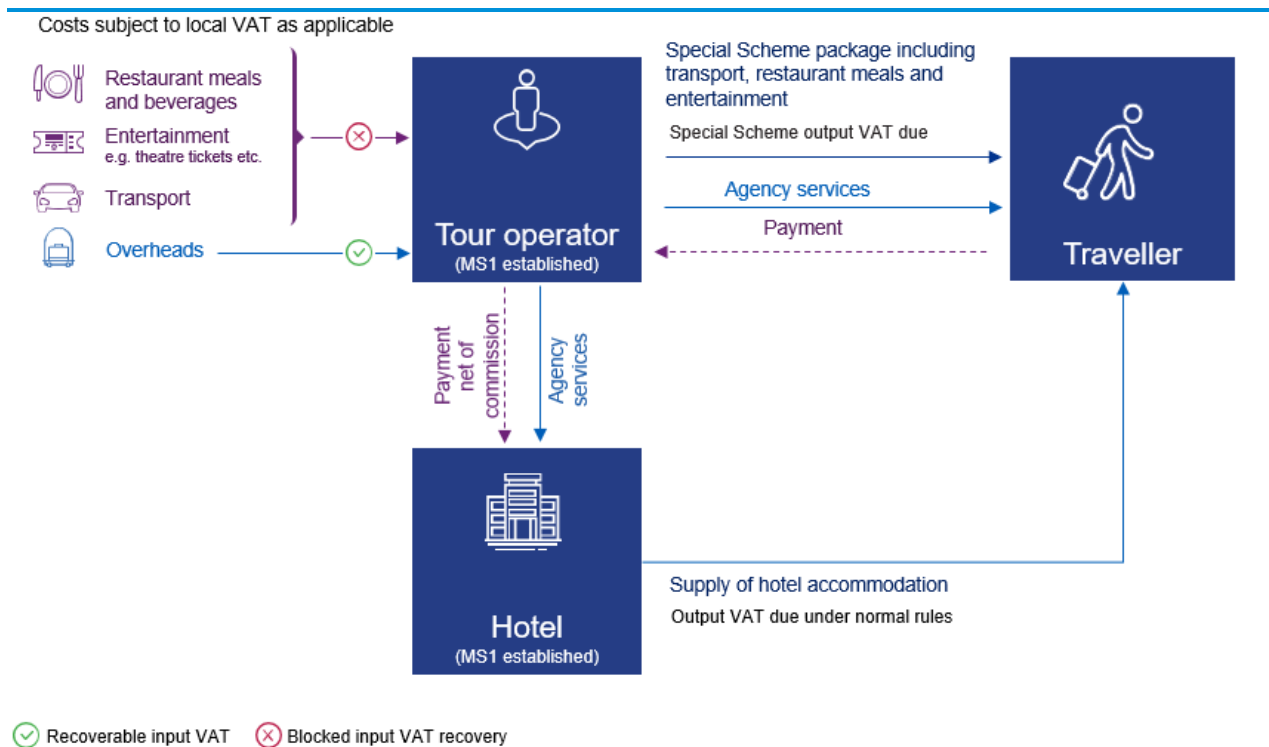 Costs subject to local VAT as applicable
Restaurant meals
and beverages
Entertainment
e.g. theatre tickets etc.
Transport
Overheads
Tour operator
(MS1 established)
Special Scheme package including
transport, restaurant meals and
entertainment
Special Scheme output VAT due
Agency services
Payment
Traveller
Payment
net of
commission
Agency
services
Hotel
(MS1 established)
Supply of hotel accommodation
Output VAT due under normal rules
Recoverable input VAT
Blocked input VAT recovery